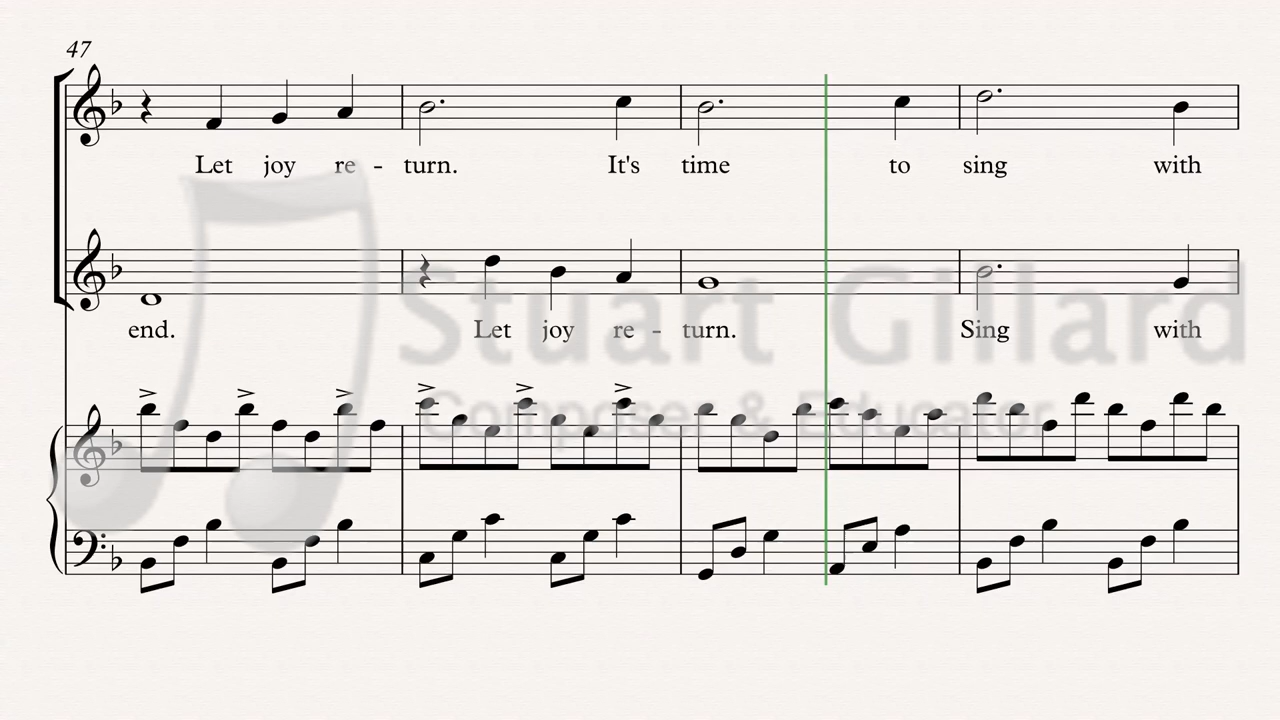 47
Let joy re - turn. It's time to sing with
end. Let joy re - turn. Sing with
Stuart Gillard
Composer & Educator